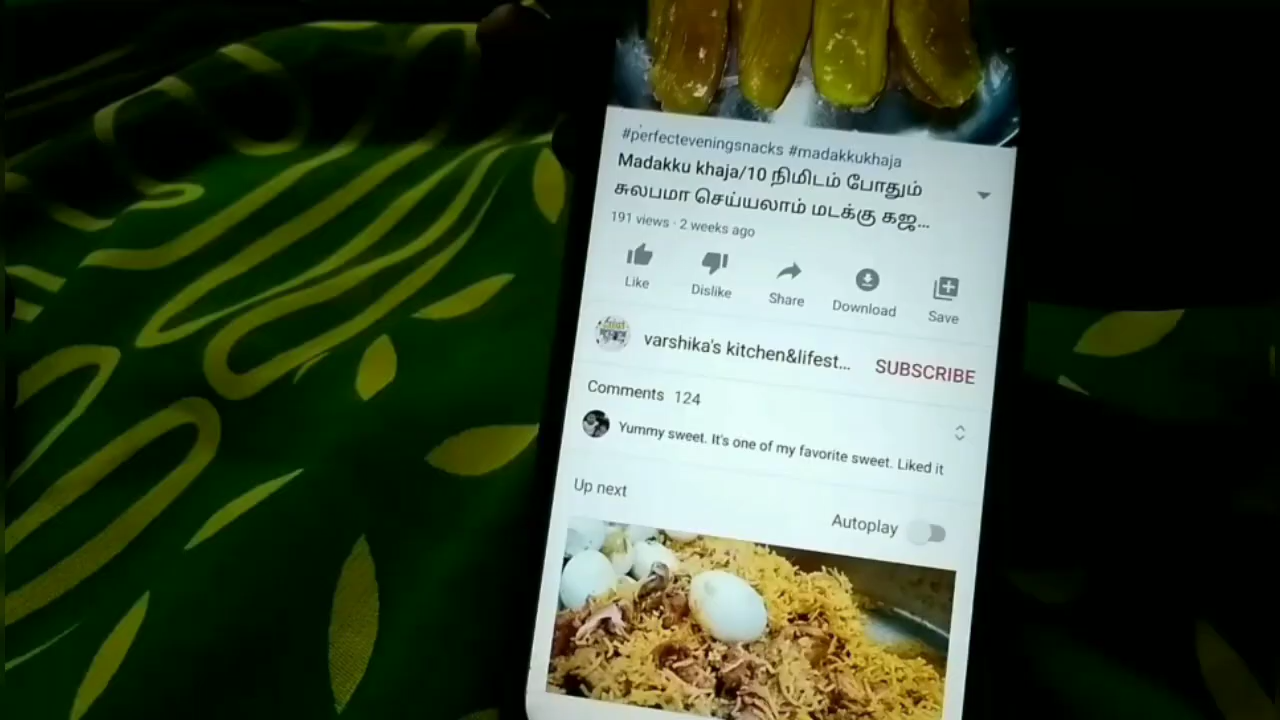 #perfecteveningsnacks #madakkukhaja
Madakku khaja/10 நிமிடம் போதும்
சுலபமா செய்யலாம் மடக்கு கஜ...
191 views · 2 weeks ago
Like
Dislike
Share
Download
Save
varshika's kitchen&lifest...
SUBSCRIBE
Comments 124
Yummy sweet. It's one of my favorite sweet. Liked it
Up next
Autoplay